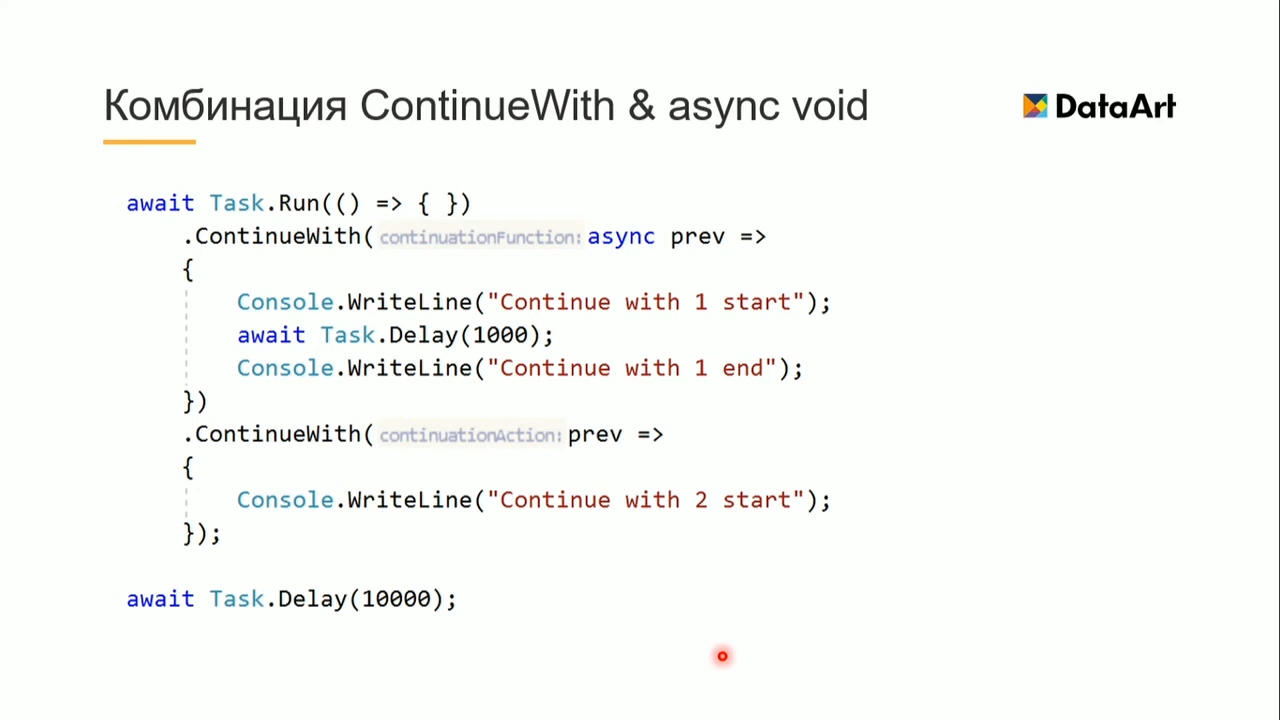 Комбинация ContinueWith & async void
DataArt
await Task.Run(() => { })
.ContinueWith(continuationFunction: async prev =>
{
Console.WriteLine("Continue with 1 start");
await Task.Delay(1000);
Console.WriteLine("Continue with 1 end");
})
.ContinueWith(continuationAction: prev =>
{
Console.WriteLine("Continue with 2 start");
});
await Task.Delay(10000);